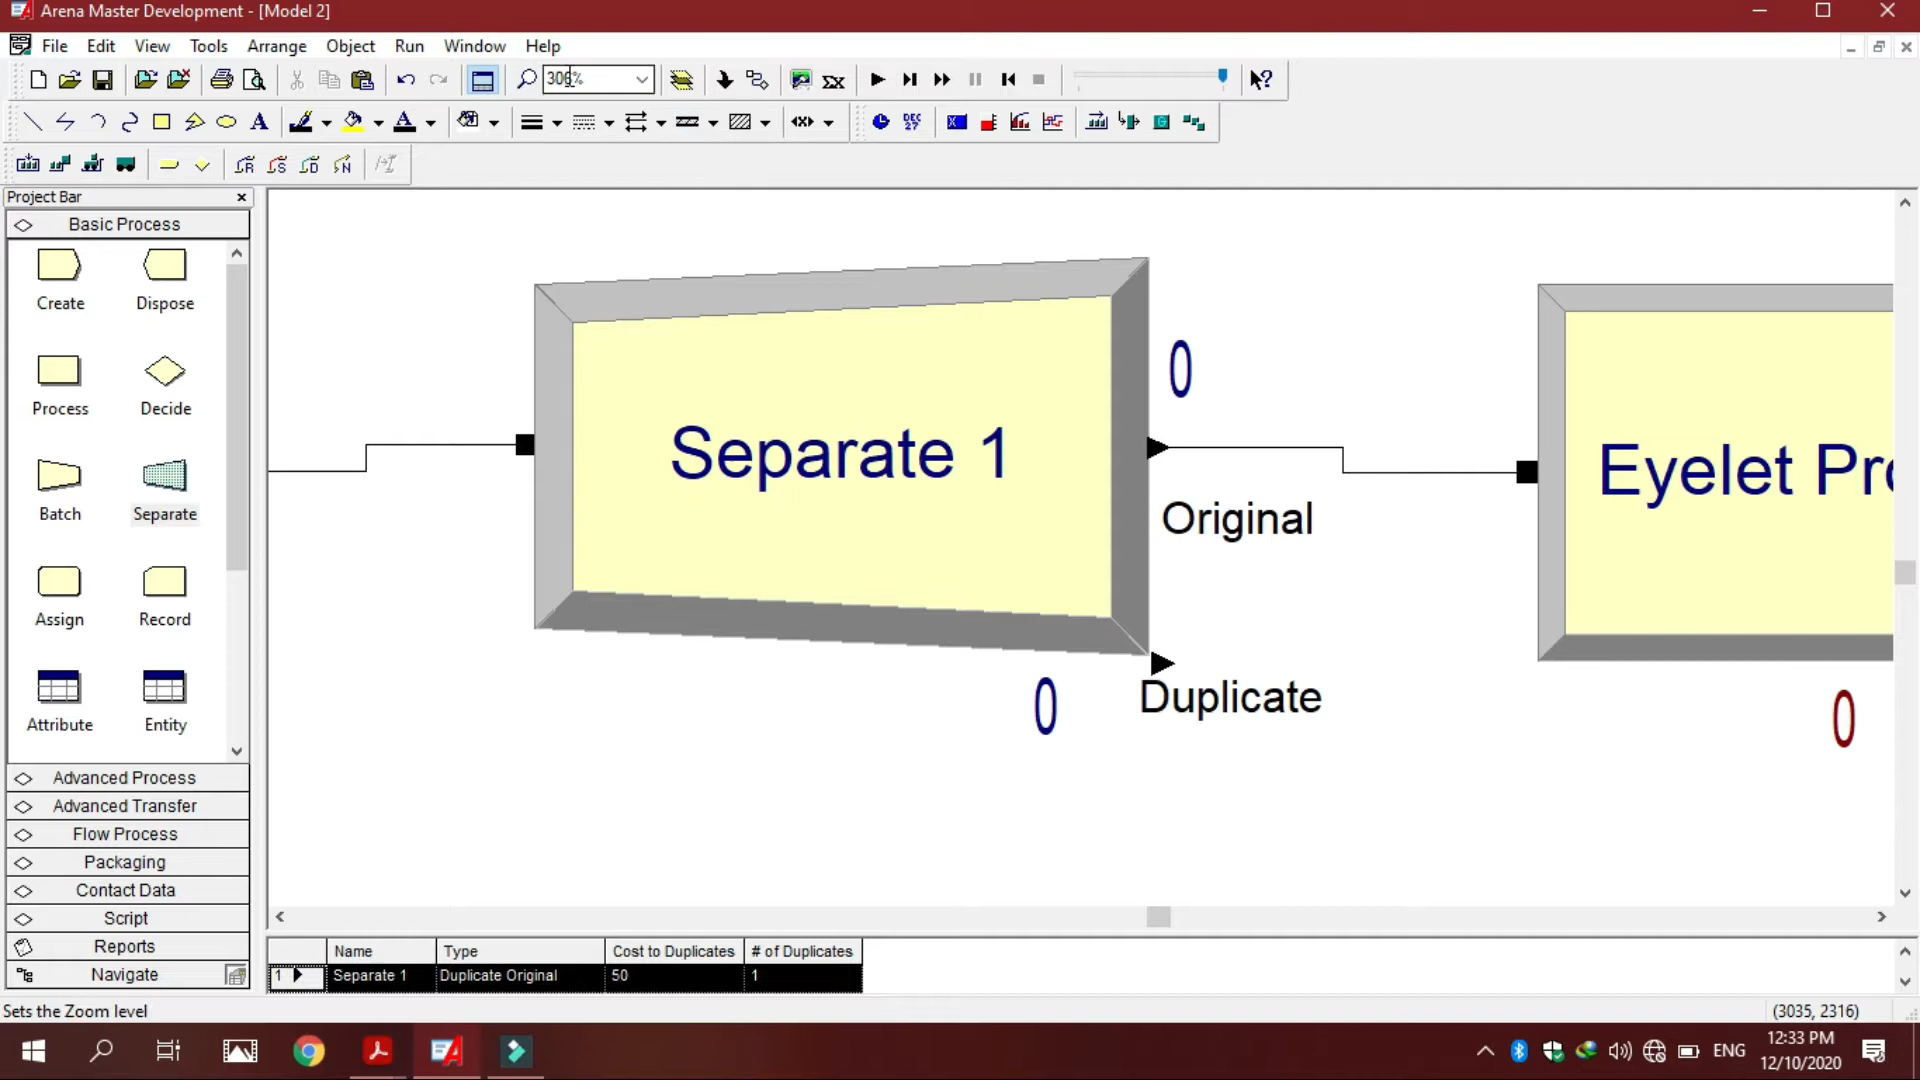 Arena Master Development - [Model 2]
File Edit View Tools Arrange Object Run Window Help
306%
Project Bar
Basic Process
Create Dispose
Process Decide
Batch Separate
Assign Record
Attribute Entity
Advanced Process
Advanced Transfer
Flow Process
Packaging
Contact Data
Script
Reports
Navigate
Separate 1
0
Original
Duplicate
0
0
Name Type Cost to Duplicates # of Duplicates
1 Separate 1 Duplicate Original 50 1
Sets the Zoom level
(3035, 2316)
ENG
12:33 PM
12/10/2020